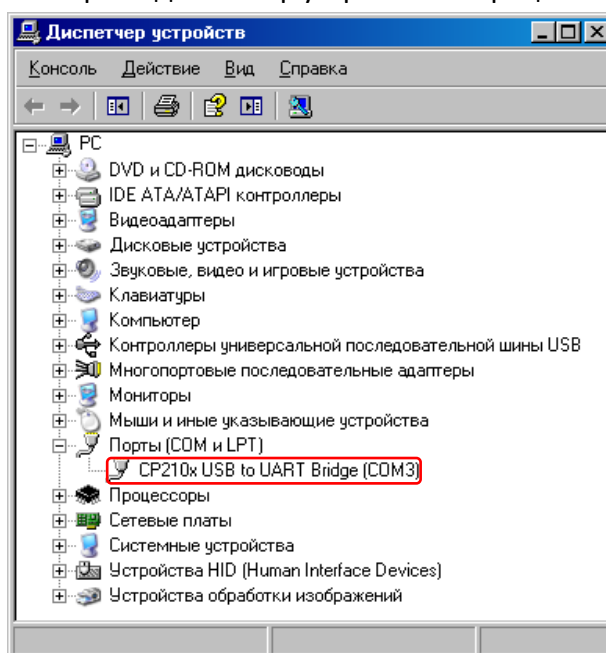 Диспетчер устройств
Консоль Действие Вид Справка
PC
DVD и CD-ROM дисководы
IDE ATA/ATAPI контроллеры
Видеоадаптеры
Дисковые устройства
Звуковые, видео и игровые устройства
Клавиатуры
Компьютер
Контроллеры универсальной последовательной шины USB
Многопортовые последовательные адаптеры
Мониторы
Мыши и иные указывающие устройства
Порты (COM и LPT)
CP210x USB to UART Bridge (COM3)
Процессоры
Сетевые платы
Системные устройства
Устройства HID (Human Interface Devices)
Устройства обработки изображений